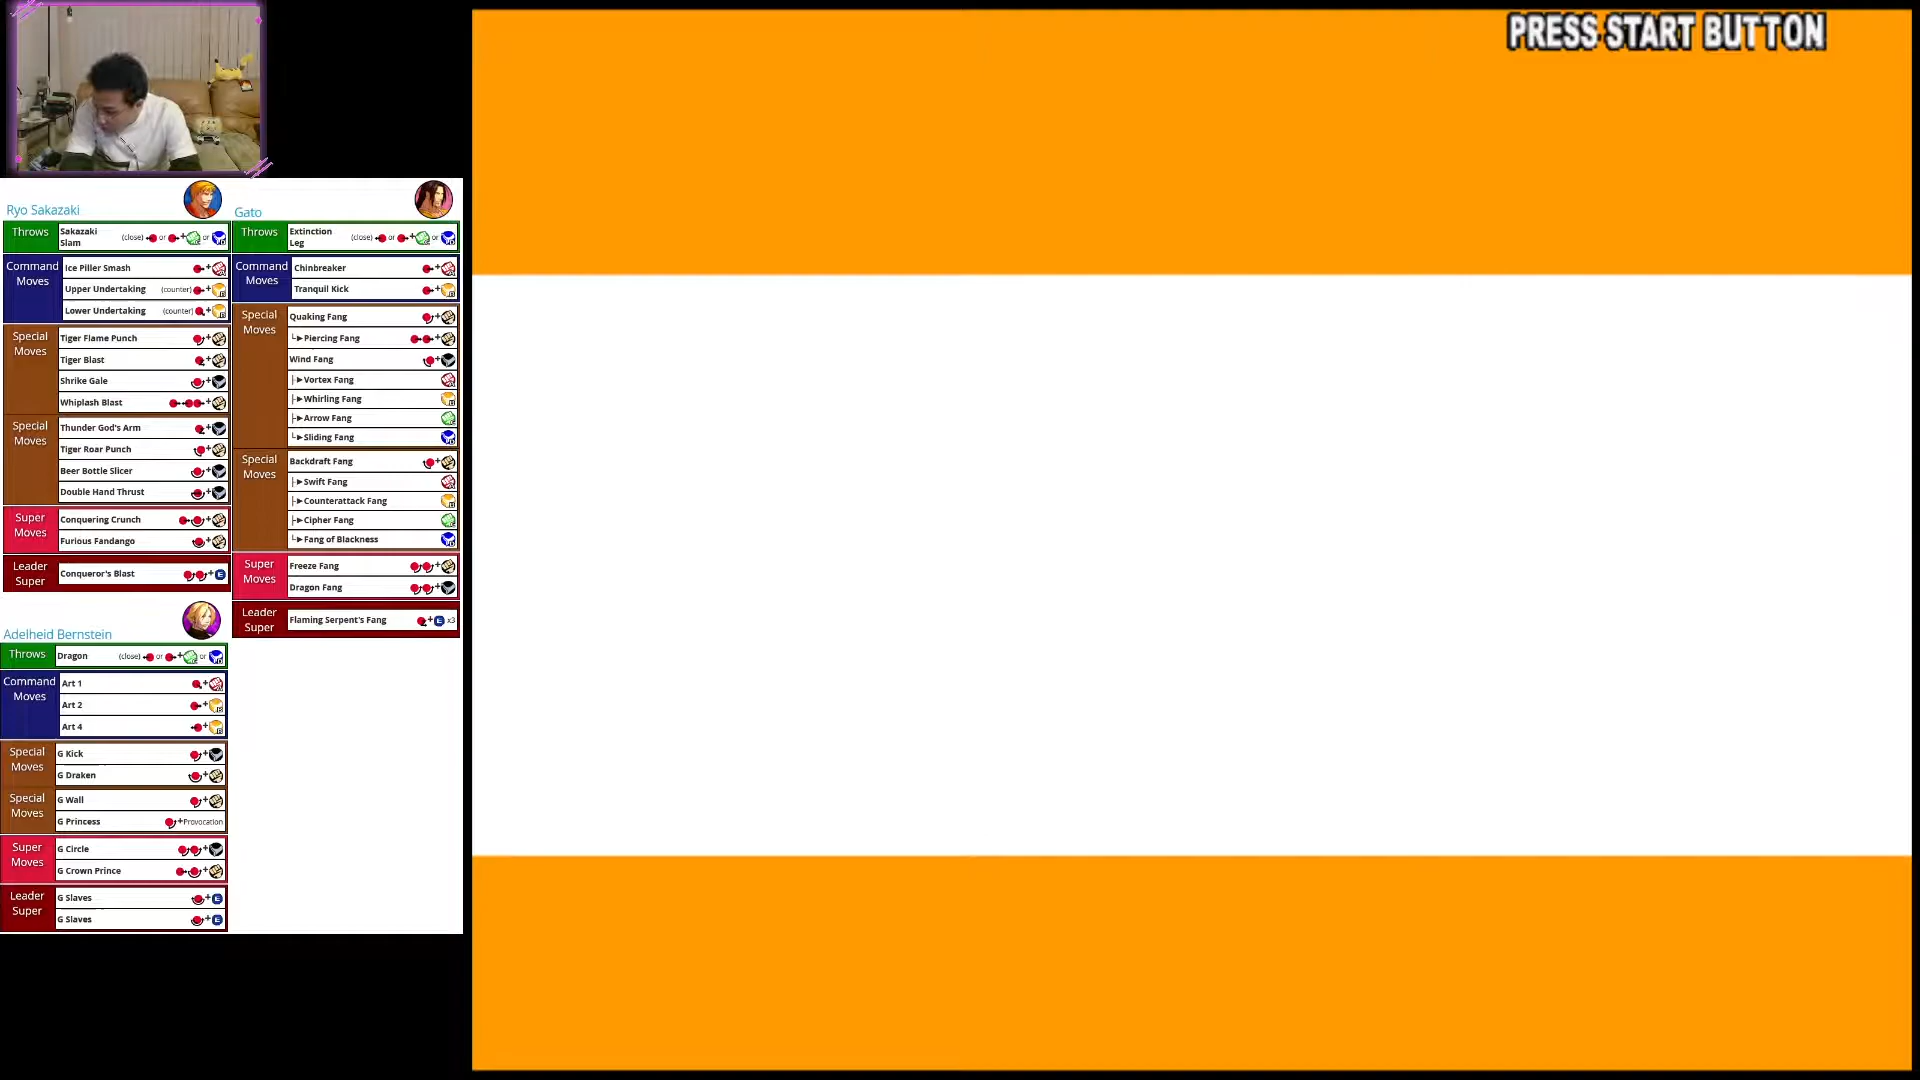 PRESS START BUTTON
Ryo Sakazaki
Throws
Sakazaki
Slam
(close) or + or
Command
Moves
Ice Piller Smash +
Upper Undertaking (counter) +
Lower Undertaking (counter) +
Special
Moves
Tiger Flame Punch +
Tiger Blast +
Shrike Gale +
Whiplash Blast +
Special
Moves
Thunder God's Arm +
Tiger Roar Punch +
Beer Bottle Slicer +
Double Hand Thrust +
Super
Moves
Conquering Crunch +
Furious Fandango +
Leader
Super
Conqueror's Blast + E
Gato
Throws
Extinction
Leg
(close) or + or
Command
Moves
Chinbreaker +
Tranquil Kick +
Special
Moves
Quaking Fang +
Piercing Fang +
Wind Fang +
Vortex Fang
Whirling Fang
Arrow Fang
Sliding Fang
Special
Moves
Backdraft Fang +
Swift Fang
Counterattack Fang
Cipher Fang
Fang of Blackness
Super
Moves
Freeze Fang +
Dragon Fang +
Leader
Super
Flaming Serpent's Fang + E x3
Adelheid Bernstein
Throws
Dragon (close) or + or
Command
Moves
Art 1 +
Art 2 +
Art 4 +
Special
Moves
G Kick +
G Draken +
Special
Moves
G Wall +
G Princess +Provocation
Super
Moves
G Circle +
G Crown Prince +
Leader
Super
G Slaves + E
G Slaves + E